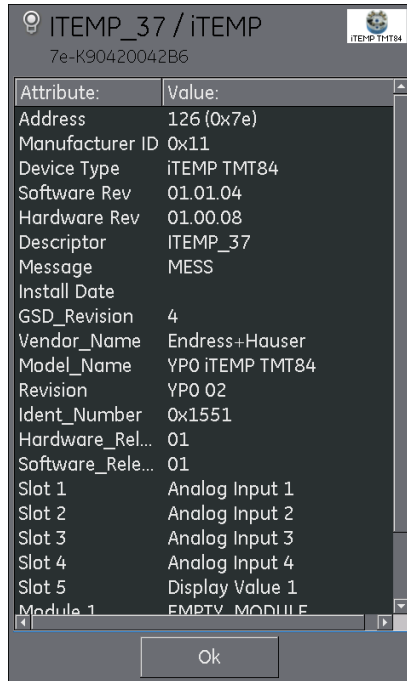 ITEMP_37 / iTEMP
iTEMP TMT84
7e-K90420042B6
Attribute: Value:
Address 126 (0x7e)
Manufacturer ID 0x11
Device Type iTEMP TMT84
Software Rev 01.01.04
Hardware Rev 01.00.08
Descriptor ITEMP_37
Message MESS
Install Date
GSD_Revision 4
Vendor_Name Endress+Hauser
Model_Name YP0 iTEMP TMT84
Revision YP0 02
Ident_Number 0x1551
Hardware_Rel... 01
Software_Rele... 01
Slot 1 Analog Input 1
Slot 2 Analog Input 2
Slot 3 Analog Input 3
Slot 4 Analog Input 4
Slot 5 Display Value 1
Module 1 EMPTY_MODULE
Ok